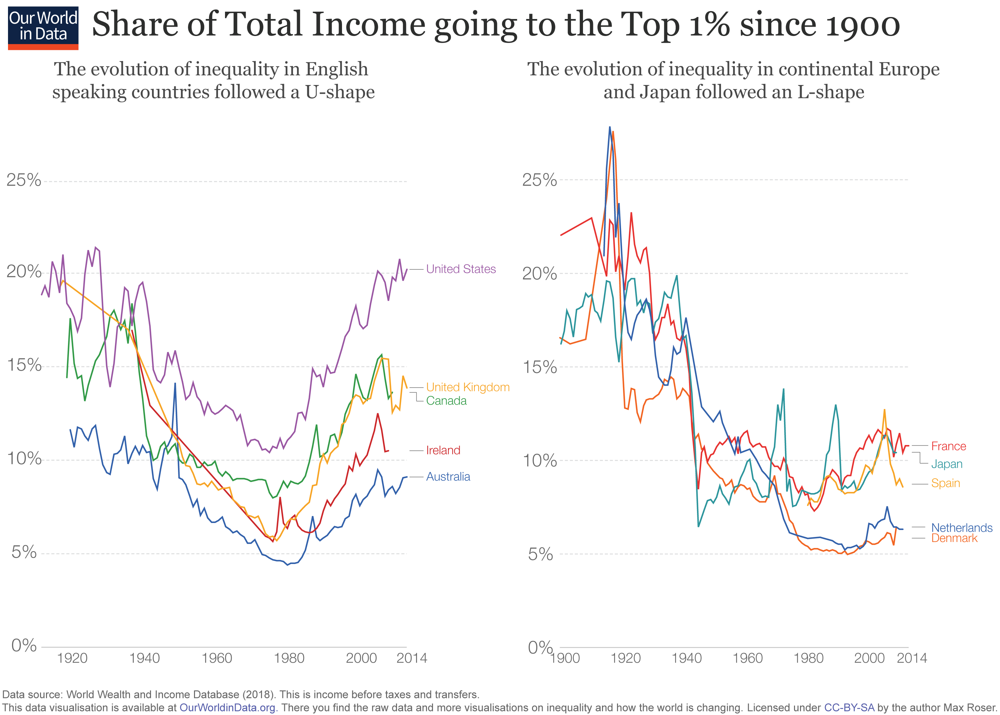 Our World
in Data
Share of Total Income going to the Top 1% since 1900
The evolution of inequality in English
speaking countries followed a U-shape
25%
20%
15%
10%
5%
0%
1920
1940
1960
1980
2000
2014
United States
United Kingdom
Canada
Ireland
Australia
The evolution of inequality in continental Europe
and Japan followed an L-shape
25%
20%
15%
10%
5%
0%
1900
1920
1940
1960
1980
2000
2014
France
Japan
Spain
Netherlands
Denmark
Data source: World Wealth and Income Database (2018). This is income before taxes and transfers.
This data visualisation is available at OurWorldinData.org. There you find the raw data and more visualisations on inequality and how the world is changing. Licensed under CC-BY-SA by the author Max Roser.